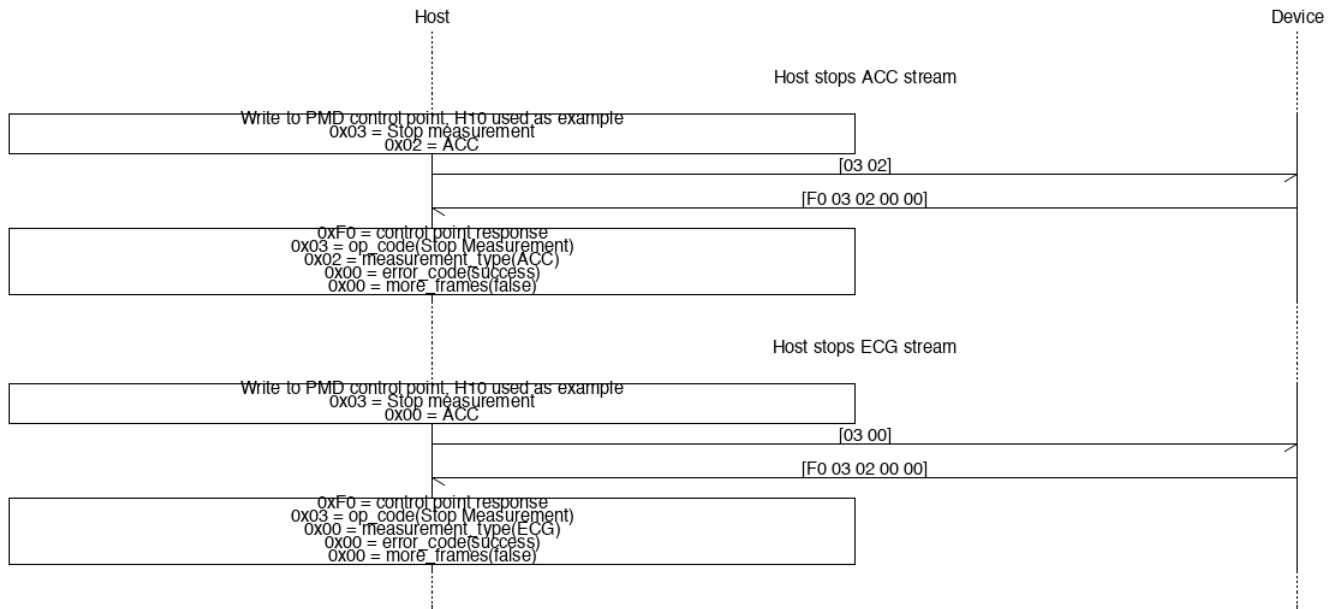 Host
Device
Host stops ACC stream
Write to PMD control point, H10 used as example
0x03 = Stop measurement
0x02 = ACC
[03 02]
[F0 03 02 00 00]
0xF0 = control point response
0x03 = op_code(Stop Measurement)
0x02 = measurement_type(ACC)
0x00 = error_code(success)
0x00 = more_frames(false)
Host stops ECG stream
Write to PMD control point, H10 used as example
0x03 = Stop measurement
0x00 = ACC
[03 00]
[F0 03 02 00 00]
0xF0 = control point response
0x03 = op_code(Stop Measurement)
0x00 = measurement_type(ECG)
0x00 = error_code(success)
0x00 = more_frames(false)